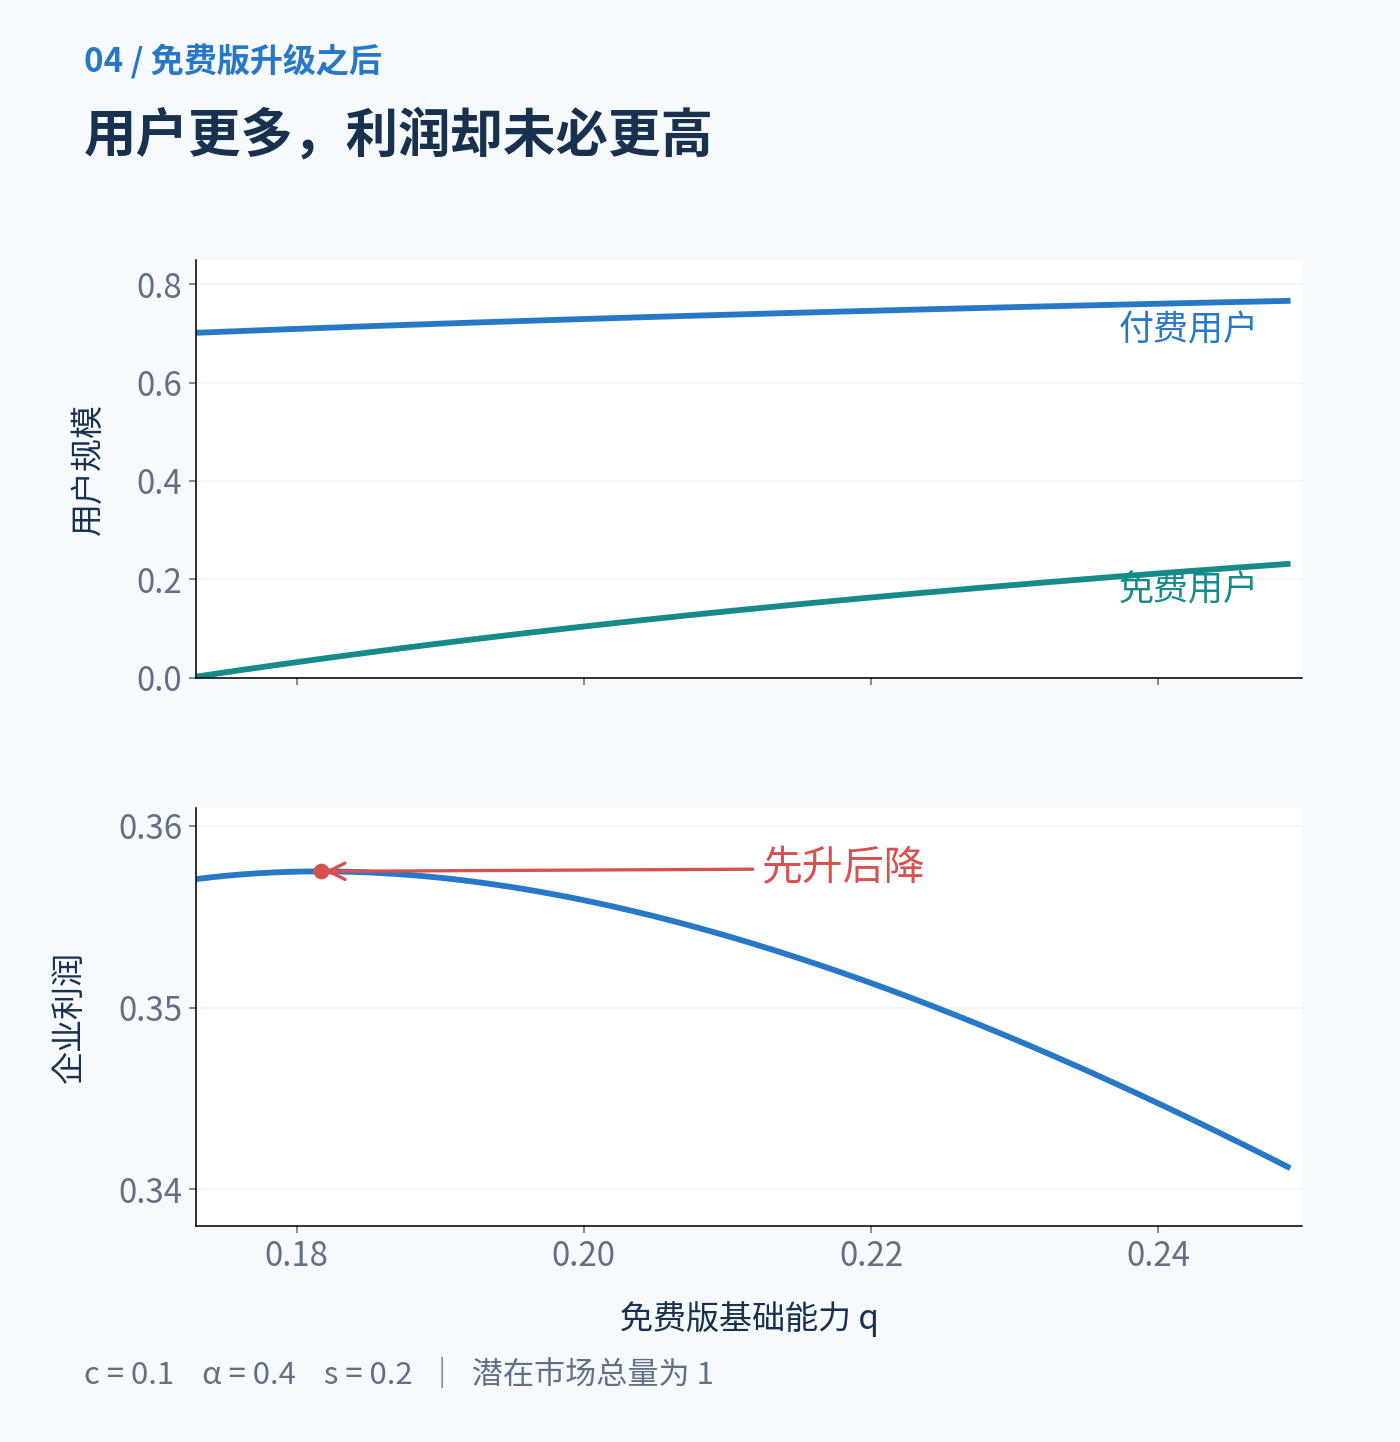 04 / 免费版升级之后
用户更多，利润却未必更高
用户规模
0.8
0.6
0.4
0.2
0.0
付费用户
免费用户
企业利润
0.36
0.35
0.34
先升后降
0.18
0.20
0.22
0.24
免费版基础能力 q
c = 0.1 α = 0.4 s = 0.2 ｜ 潜在市场总量为 1